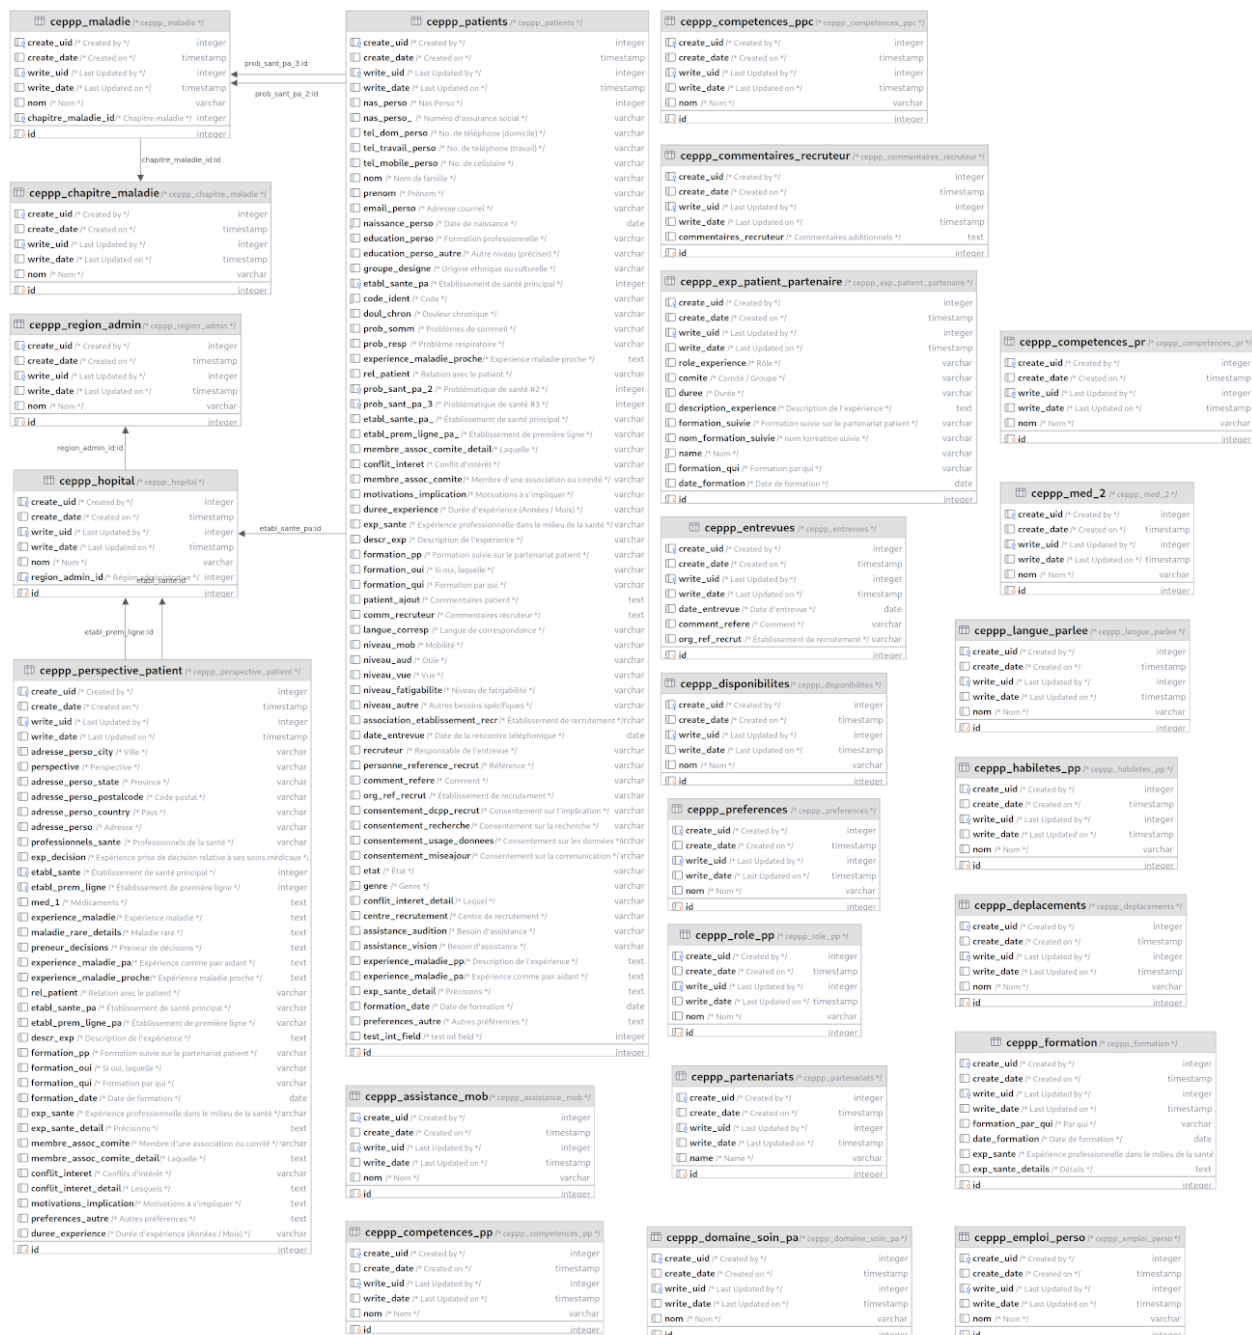 ceppp_maladie /* ceppp_maladie */
create_uid /* Created by */ integer
create_date /* Created on */ timestamp
write_uid /* Last Updated by */ integer
write_date /* Last Updated on */ timestamp
nom /* Nom */ varchar
chapitre_maladie_id /* Chapitre maladie */ integer
id integer
chapitre_maladie_id:id
ceppp_chapitre_maladie /* ceppp_chapitre_maladie */
create_uid /* Created by */ integer
create_date /* Created on */ timestamp
write_uid /* Last Updated by */ integer
write_date /* Last Updated on */ timestamp
nom /* Nom */ varchar
id integer
ceppp_region_admin /* ceppp_region_admin */
create_uid /* Created by */ integer
create_date /* Created on */ timestamp
write_uid /* Last Updated by */ integer
write_date /* Last Updated on */ timestamp
nom /* Nom */ varchar
id integer
region_admin_id:id
ceppp_hopital /* ceppp_hopital */
create_uid /* Created by */ integer
create_date /* Created on */ timestamp
write_uid /* Last Updated by */ integer
write_date /* Last Updated on */ timestamp
nom /* Nom */ varchar
region_admin_id /* Région administrative */ integer
etabl_sante:id
id integer
etabl_prem_ligne:id
ceppp_perspective_patient /* ceppp_perspective_patient */
create_uid /* Created by */ integer
create_date /* Created on */ timestamp
write_uid /* Last Updated by */ integer
write_date /* Last Updated on */ timestamp
adresse_perso_city /* Ville */ varchar
perspective /* Perspective */ varchar
adresse_perso_state /* Province */ varchar
adresse_perso_postalcode /* Code postal */ varchar
adresse_perso_country /* Pays */ varchar
adresse_perso /* Adresse */ varchar
professionnels_sante /* Professionnels de la santé */ varchar
exp_decision /* Expérience prise de décision relative à ses soins médicaux */
etabl_sante /* Établissement de santé principal */ integer
etabl_prem_ligne /* Établissement de première ligne */ integer
med_1 /* Médicaments */ text
experience_maladie /* Expérience maladie */ text
maladie_rare_details /* Maladie rare */ text
preneur_decisions /* Preneur de décisions */ text
experience_maladie_pa /* Expérience comme pair aidant */ text
experience_maladie_proche /* Expérience maladie proche */ text
rel_patient /* Relation avec le patient */ varchar
etabl_sante_pa /* Établissement de santé principal */ varchar
etabl_prem_ligne_pa /* Établissement de première ligne */ varchar
descr_exp /* Description de l'expérience */ text
formation_pp /* Formation suivie sur le partenariat patient */ varchar
formation_oui /* Si oui, laquelle */ varchar
formation_qui /* Formation par qui */ varchar
formation_date /* Date de formation */ date
exp_sante /* Expérience professionnelle dans le milieu de la santé */archar
exp_sante_detail /* Précisions */ text
membre_assoc_comite /* Membre d'une association ou comité */varchar
membre_assoc_comite_detail /* Laquelle */ text
conflit_interet /* Conflits d'intérêt */ varchar
conflit_interet_detail /* Lesquels */ text
motivations_implication /* Motivations à s'impliquer */ text
preferences_autre /* Autres préférences */ text
duree_experience /* Durée d'expérience (Années / Mois) */ varchar
id integer
prob_sant_pa_3:id
prob_sant_pa_2:id
etabl_sante_pa:id
ceppp_patients /* ceppp_patients */
create_uid /* Created by */ integer
create_date /* Created on */ timestamp
write_uid /* Last Updated by */ integer
write_date /* Last Updated on */ timestamp
nas_perso /* Nas Perso */ integer
nas_perso_ /* Numéro d'assurance social */ varchar
tel_dom_perso /* No. de téléphone (domicile) */ varchar
tel_travail_perso /* No. de téléphone (travail) */ varchar
tel_mobile_perso /* No. de cellulaire */ varchar
nom /* Nom de famille */ varchar
prenom /* Prénom */ varchar
email_perso /* Adresse courriel */ varchar
naissance_perso /* Date de naissance */ date
education_perso /* Formation professionnelle */ varchar
education_perso_autre /* Autre niveau (préciser) */ varchar
groupe_designe /* Origine ethnique ou culturelle */ varchar
etabl_sante_pa /* Établissement de santé principal */ integer
code_ident /* Code */ varchar
doul_chron /* Douleur chronique */ varchar
prob_somm /* Problèmes de sommeil */ varchar
prob_resp /* Problème respiratoire */ varchar
experience_maladie_proche /* Expérience maladie proche */ text
rel_patient /* Relation avec le patient */ varchar
prob_sant_pa_2 /* Problématique de santé #2 */ integer
prob_sant_pa_3 /* Problématique de santé #3 */ integer
etabl_sante_pa_ /* Établissement de santé principal */ varchar
etabl_prem_ligne_pa_ /* Établissement de première ligne */ varchar
membre_assoc_comite_detail /* Laquelle */ varchar
conflit_interet /* Conflit d'intérêt */ varchar
membre_assoc_comite /* Membre d'une association ou comité */ varchar
motivations_implication /* Motivations à s'impliquer */ varchar
duree_experience /* Durée d'expérience (Années / Mois) */ varchar
exp_sante /* Expérience professionnelle dans le milieu de la santé */ varchar
descr_exp /* Description de l'expérience */ varchar
formation_pp /* Formation suivie sur le partenariat patient */ varchar
formation_oui /* Si oui, laquelle */ varchar
formation_qui /* Formation par qui */ varchar
patient_ajout /* Commentaires patient */ text
comm_recruteur /* Commentaires recruteur */ text
langue_corresp /* Langue de correspondance */ varchar
niveau_mob /* Mobilité */ varchar
niveau_aud /* Ouïe */ varchar
niveau_vue /* Vue */ varchar
niveau_fatigabilite /* Niveau de fatigabilité */ varchar
niveau_autre /* Autres besoins spécifiques */ varchar
association_etablissement_recr /* Établissement de recrutement */rchar
date_entrevue /* Date de la rencontre téléphonique */ date
recruteur /* Responsable de l'entrevue */ varchar
personne_reference_recrut /* Référence */ varchar
comment_refere /* Comment */ varchar
org_ref_recrut /* Établissement de recrutement */ varchar
consentement_dcpp_recrut /* Consentement sur l'implication */ varchar
consentement_recherche /* Consentement sur la recherche */ varchar
consentement_usage_donnees /* Consentement sur les données */archar
consentement_miseajour /* Consentement sur la communication */archar
etat /* État */ varchar
genre /* Genre */ varchar
conflit_interet_detail /* Lequel */ varchar
centre_recrutement /* Centre de recrutement */ varchar
assistance_audition /* Besoin d'assistance */ varchar
assistance_vision /* Besoin d'assistance */ varchar
experience_maladie_pp /* Description de l'expérience */ text
experience_maladie_pa /* Expérience comme pair aidant */ text
exp_sante_detail /* Précisions */ text
formation_date /* Date de formation */ date
preferences_autre /* Autres préférences */ text
test_int_field /* test int field */ integer
id integer
ceppp_assistance_mob /* ceppp_assistance_mob */
create_uid /* Created by */ integer
create_date /* Created on */ timestamp
write_uid /* Last Updated by */ integer
write_date /* Last Updated on */ timestamp
nom /* Nom */ varchar
id integer
ceppp_competences_pp /* ceppp_competences_pp */
create_uid /* Created by */ integer
create_date /* Created on */ timestamp
write_uid /* Last Updated by */ integer
write_date /* Last Updated on */ timestamp
nom /* Nom */ varchar
id integer
ceppp_competences_ppc /* ceppp_competences_ppc */
create_uid /* Created by */ integer
create_date /* Created on */ timestamp
write_uid /* Last Updated by */ integer
write_date /* Last Updated on */ timestamp
nom /* Nom */ varchar
id integer
ceppp_commentaires_recruteur /* ceppp_commentaires_recruteur */
create_uid /* Created by */ integer
create_date /* Created on */ timestamp
write_uid /* Last Updated by */ integer
write_date /* Last Updated on */ timestamp
commentaires_recruteur /* Commentaires additionnels */ text
id integer
ceppp_exp_patient_partenaire /* ceppp_exp_patient_partenaire */
create_uid /* Created by */ integer
create_date /* Created on */ timestamp
write_uid /* Last Updated by */ integer
write_date /* Last Updated on */ timestamp
role_experience /* Rôle */ varchar
comite /* Comité / Groupe */ varchar
duree /* Durée */ varchar
description_experience /* Description de l'expérience */ text
formation_suivie /* Formation suivie sur le partenariat patient */ varchar
nom_formation_suivie /* nom formation suivie */ varchar
name /* Nom */ varchar
formation_qui /* Formation par qui */ varchar
date_formation /* Date de formation */ date
id integer
ceppp_entrevues /* ceppp_entrevues */
create_uid /* Created by */ integer
create_date /* Created on */ timestamp
write_uid /* Last Updated by */ integer
write_date /* Last Updated on */ timestamp
date_entrevue /* Date d'entrevue */ date
comment_refere /* Comment */ varchar
org_ref_recrut /* Établissement de recrutement */ varchar
id integer
ceppp_disponibilites /* ceppp_disponibilites */
create_uid /* Created by */ integer
create_date /* Created on */ timestamp
write_uid /* Last Updated by */ integer
write_date /* Last Updated on */ timestamp
nom /* Nom */ varchar
id integer
ceppp_preferences /* ceppp_preferences */
create_uid /* Created by */ integer
create_date /* Created on */ timestamp
write_uid /* Last Updated by */ integer
write_date /* Last Updated on */ timestamp
nom /* Nom */ varchar
id integer
ceppp_role_pp /* ceppp_role_pp */
create_uid /* Created by */ integer
create_date /* Created on */ timestamp
write_uid /* Last Updated by */ integer
write_date /* Last Updated on */ timestamp
nom /* Nom */ varchar
id integer
ceppp_partenariats /* ceppp_partenariats */
create_uid /* Created by */ integer
create_date /* Created on */ timestamp
write_uid /* Last Updated by */ integer
write_date /* Last Updated on */ timestamp
name /* Name */ varchar
id integer
ceppp_domaine_soin_pa /* ceppp_domaine_soin_pa */
create_uid /* Created by */ integer
create_date /* Created on */ timestamp
write_uid /* Last Updated by */ integer
write_date /* Last Updated on */ timestamp
nom /* Nom */ varchar
id integer
ceppp_competences_pr /* ceppp_competences_pr */
create_uid /* Created by */ integer
create_date /* Created on */ timestamp
write_uid /* Last Updated by */ integer
write_date /* Last Updated on */ timestamp
nom /* Nom */ varchar
id integer
ceppp_med_2 /* ceppp_med_2 */
create_uid /* Created by */ integer
create_date /* Created on */ timestamp
write_uid /* Last Updated by */ integer
write_date /* Last Updated on */ timestamp
nom /* Nom */ varchar
id integer
ceppp_langue_parlee /* ceppp_langue_parlee */
create_uid /* Created by */ integer
create_date /* Created on */ timestamp
write_uid /* Last Updated by */ integer
write_date /* Last Updated on */ timestamp
nom /* Nom */ varchar
id integer
ceppp_habiletes_pp /* ceppp_habiletes_pp */
create_uid /* Created by */ integer
create_date /* Created on */ timestamp
write_uid /* Last Updated by */ integer
write_date /* Last Updated on */ timestamp
nom /* Nom */ varchar
id integer
ceppp_deplacements /* ceppp_deplacements */
create_uid /* Created by */ integer
create_date /* Created on */ timestamp
write_uid /* Last Updated by */ integer
write_date /* Last Updated on */ timestamp
nom /* Nom */ varchar
id integer
ceppp_formation /* ceppp_formation */
create_uid /* Created by */ integer
create_date /* Created on */ timestamp
write_uid /* Last Updated by */ integer
write_date /* Last Updated on */ timestamp
formation_par_qui /* Par qui */ varchar
date_formation /* Date de formation */ date
exp_sante /* Expérience professionnelle dans le milieu de la santé
exp_sante_details /* Détails */ text
id integer
ceppp_emploi_perso /* ceppp_emploi_perso */
create_uid /* Created by */ integer
create_date /* Created on */ timestamp
write_uid /* Last Updated by */ integer
write_date /* Last Updated on */ timestamp
nom /* Nom */ varchar
id integer